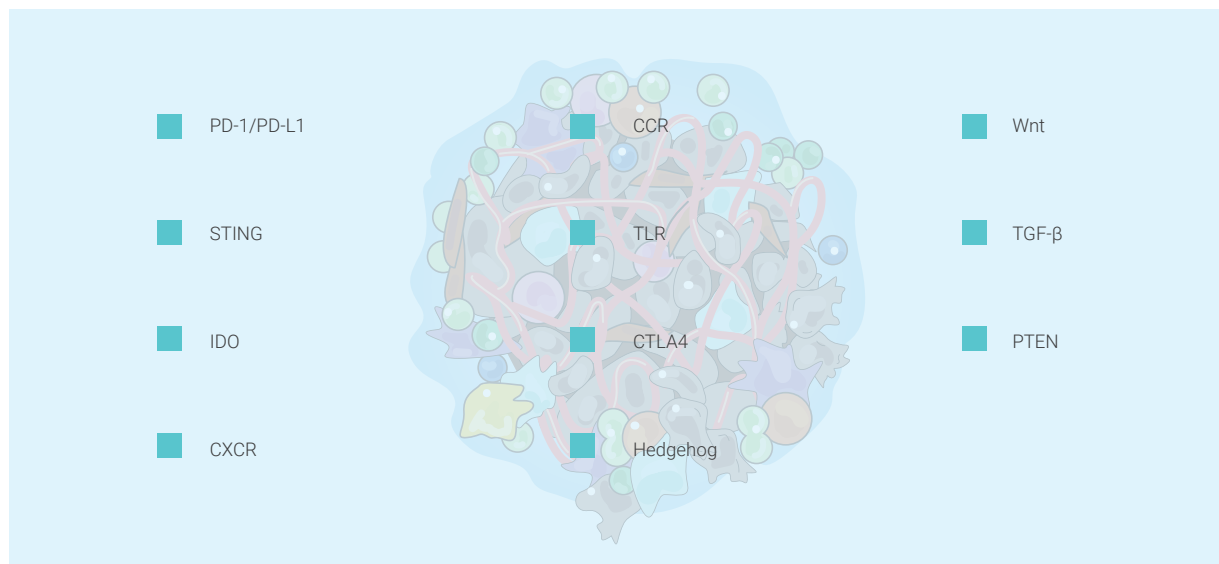 PD-1/PD-L1
STING
IDO
CXCR
CCR
TLR
CTLA4
Hedgehog
Wnt
TGF-β
PTEN